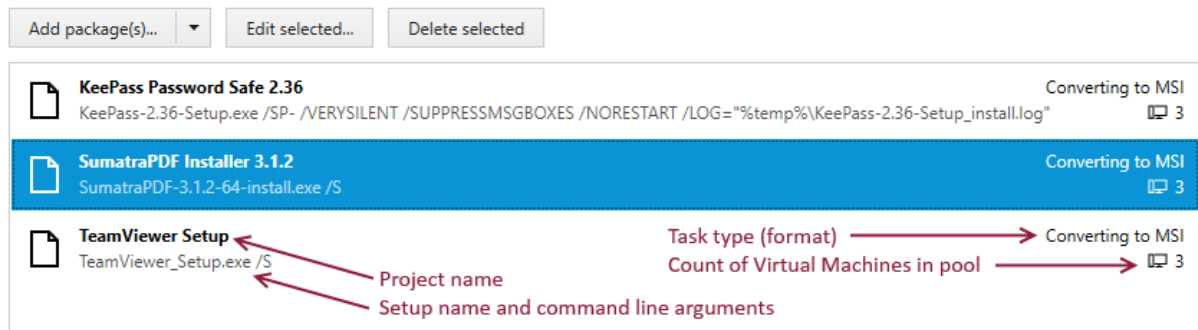 Add package(s)... Edit selected... Delete selected
KeePass Password Safe 2.36 Converting to MSI
KeePass-2.36-Setup.exe /SP- /VERYSILENT /SUPPRESSMSGBOXES /NORESTART /LOG="%temp%\KeePass-2.36-Setup_install.log" 3
SumatraPDF Installer 3.1.2 Converting to MSI
SumatraPDF-3.1.2-64-install.exe /S 3
TeamViewer Setup Task type (format) Converting to MSI
TeamViewer_Setup.exe /S Count of Virtual Machines in pool 3
Project name
Setup name and command line arguments